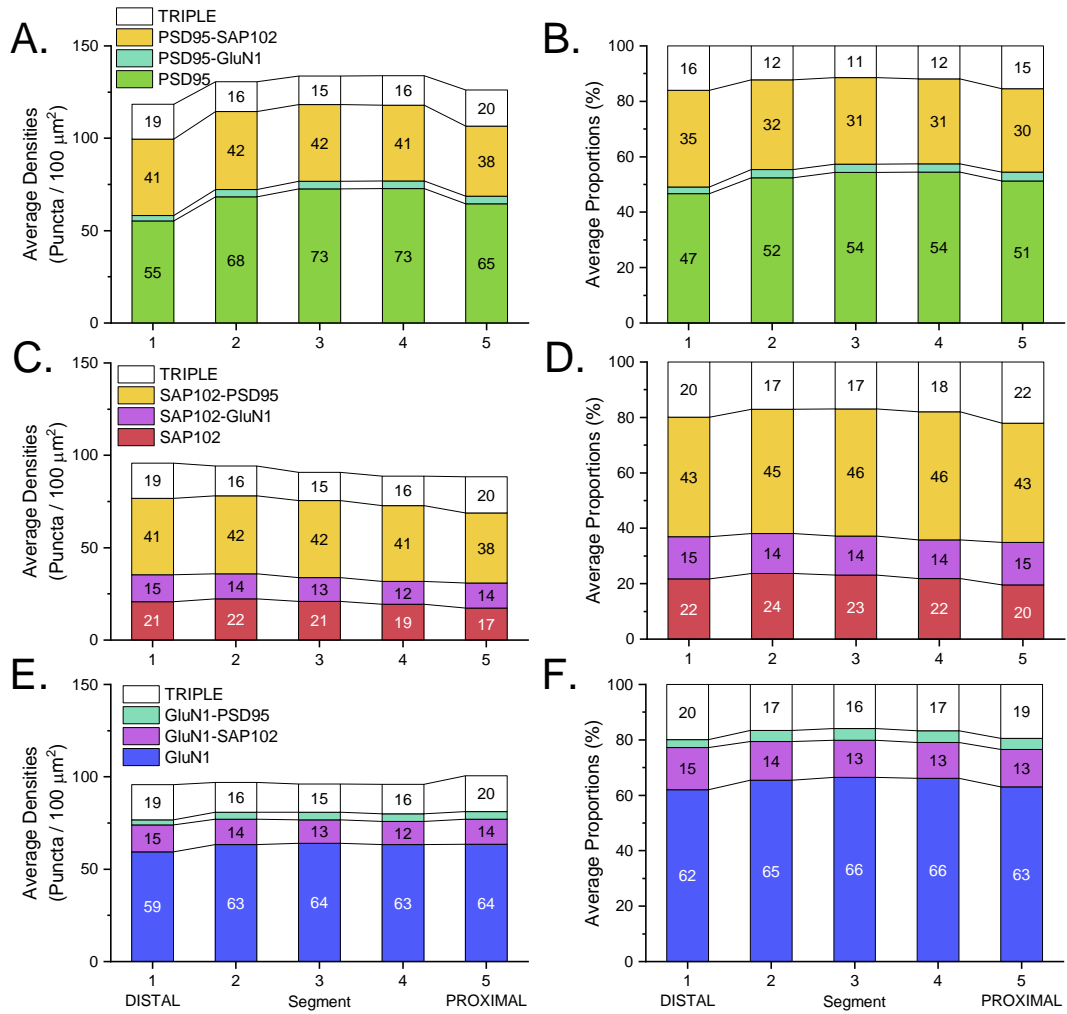 A.
TRIPLE
PSD95-SAP102
PSD95-GluN1
PSD95
Average Densities
(Puncta / 100 μm²)
150
100
50
0
19 16 15 16 20
41 42 42 41 38
55 68 73 73 65
1 2 3 4 5
B.
Average Proportions (%)
100
80
60
40
20
0
16 12 11 12 15
35 32 31 31 30
47 52 54 54 51
1 2 3 4 5
C.
TRIPLE
SAP102-PSD95
SAP102-GluN1
SAP102
Average Densities
(Puncta / 100 μm²)
150
100
50
0
19 16 15 16 20
41 42 42 41 38
15 14 13 12 14
21 22 21 19 17
1 2 3 4 5
D.
Average Proportions (%)
100
80
60
40
20
0
20 17 17 18 22
43 45 46 46 43
15 14 14 14 15
22 24 23 22 20
1 2 3 4 5
E.
TRIPLE
GluN1-PSD95
GluN1-SAP102
GluN1
Average Densities
(Puncta / 100 μm²)
150
100
50
0
19 16 15 16 20
15 14 13 12 14
59 63 64 63 64
1 2 3 4 5
DISTAL Segment PROXIMAL
F.
Average Proportions (%)
100
80
60
40
20
0
20 17 16 17 19
15 14 13 13 13
62 65 66 66 63
1 2 3 4 5
DISTAL Segment PROXIMAL